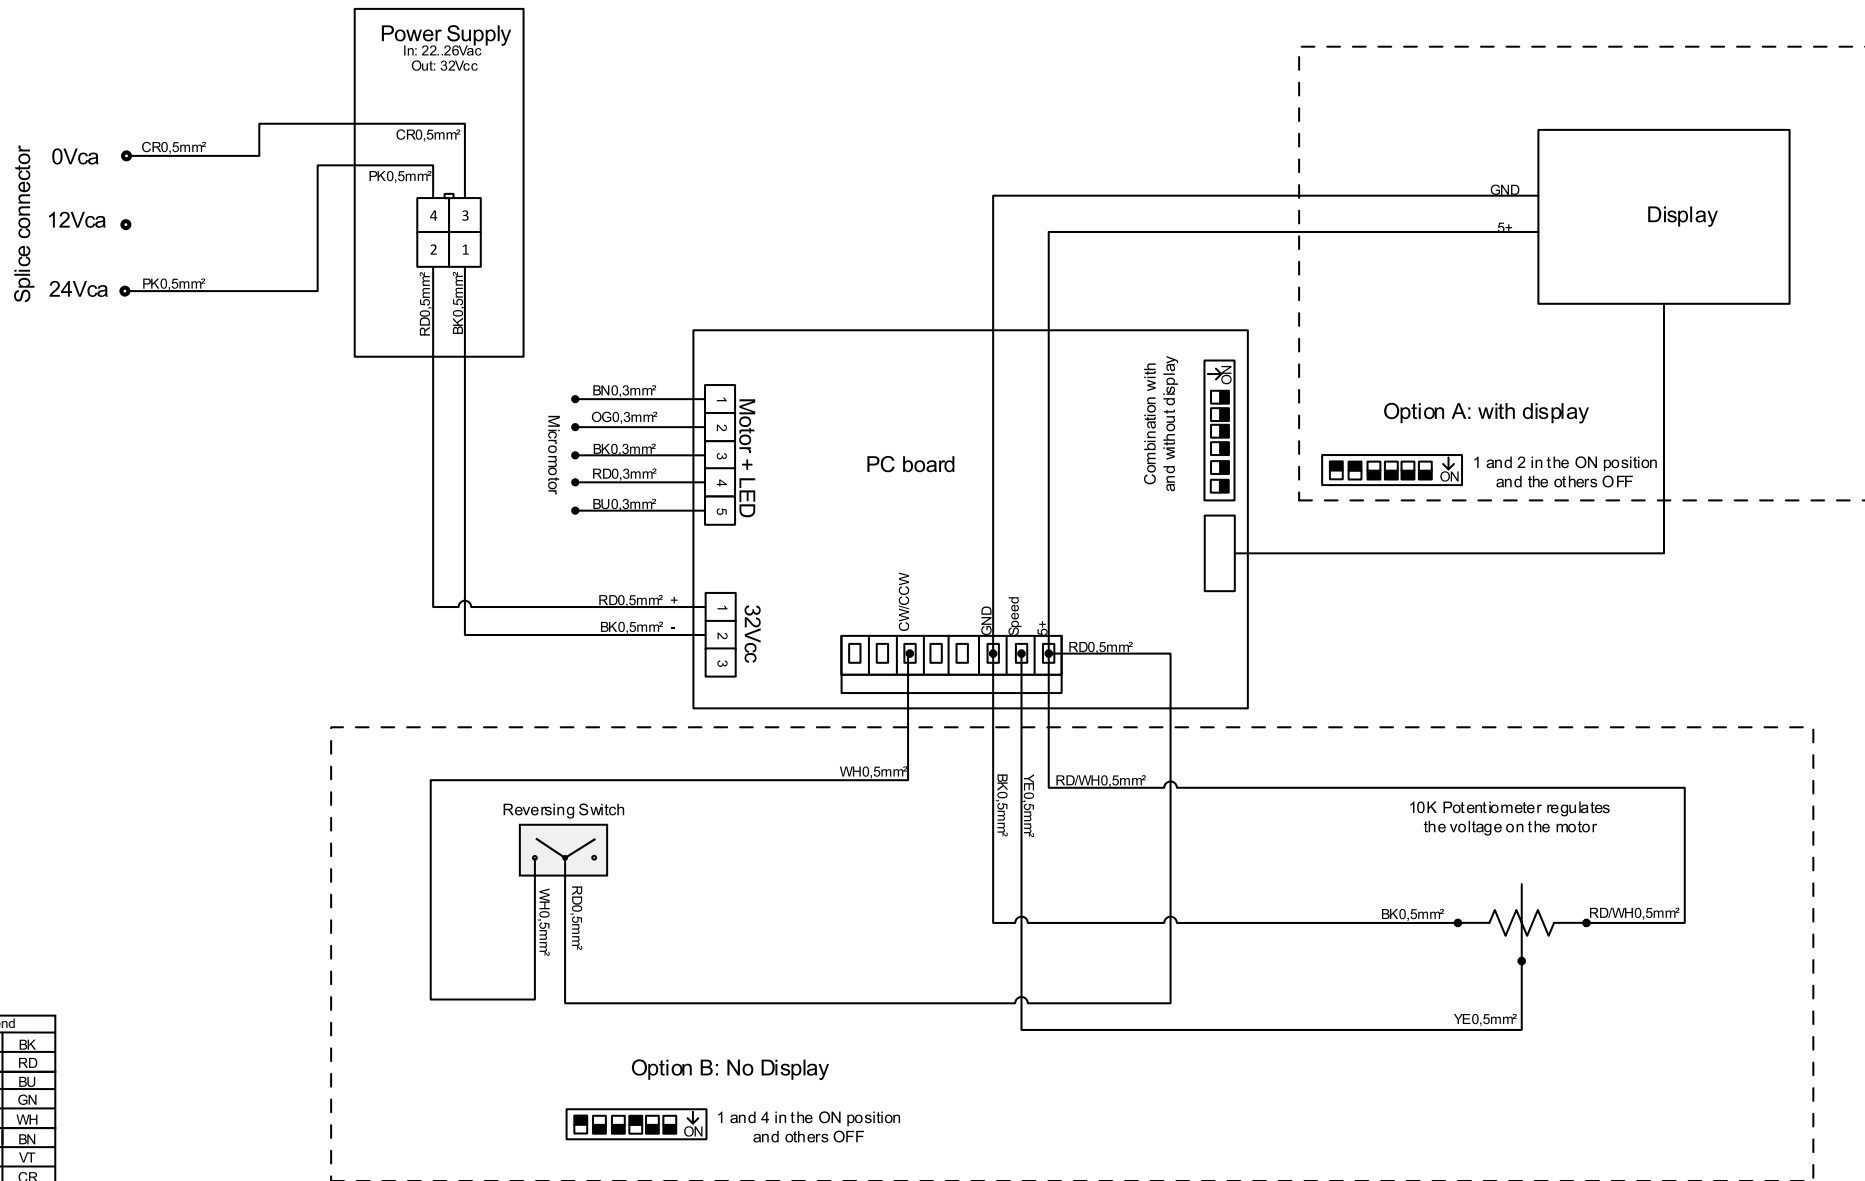 Power Supply
In: 22..26Vac
Out: 32Vcc
Splice connector
0Vca
12Vca
24Vca
CR0,5mm²
PK0,5mm²
CR0,5mm²
PK0,5mm²
4
3
2
1
RD0,5mm²
BK0,5mm²
GND
5+
Display
Option A: with display
ON
1 and 2 in the ON position
and the others OFF
Micromotor
BN0,3mm²
OG0,3mm²
BK0,3mm²
RD0,3mm²
BU0,3mm²
1
2
3
4
5
Motor + LED
PC board
Combination with
and without display
ON
RD0,5mm² +
BK0,5mm² -
1
2
3
32Vcc
CW/CCW
GND
Speed
5+
RD0,5mm²
WH0,5mm²
BK0,5mm²
YE0,5mm²
RD/WH0,5mm²
Reversing Switch
WH0,5mm²
RD0,5mm²
10K Potentiometer regulates
the voltage on the motor
BK0,5mm²
RD/WH0,5mm²
YE0,5mm²
Option B: No Display
ON
1 and 4 in the ON position
and others OFF
BK
RD
BU
GN
WH
BN
VT
CR